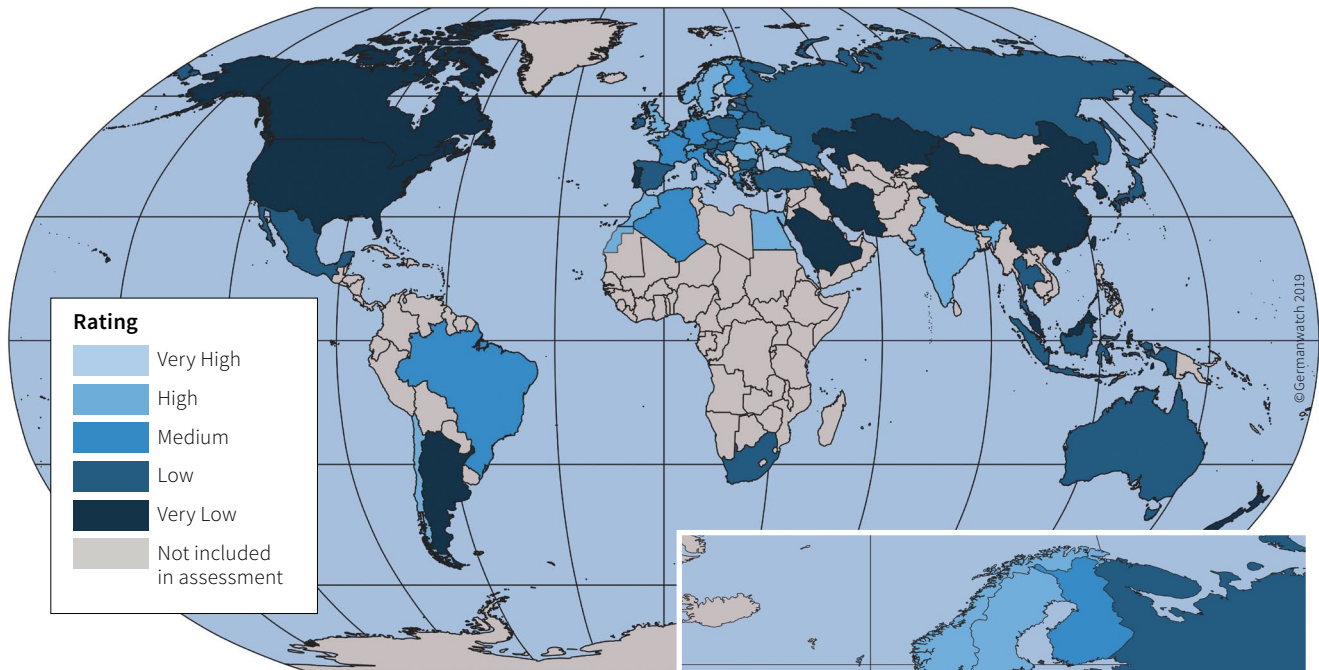 Rating
Very High
High
Medium
Low
Very Low
Not included
in assessment
©Germanwatch 2019